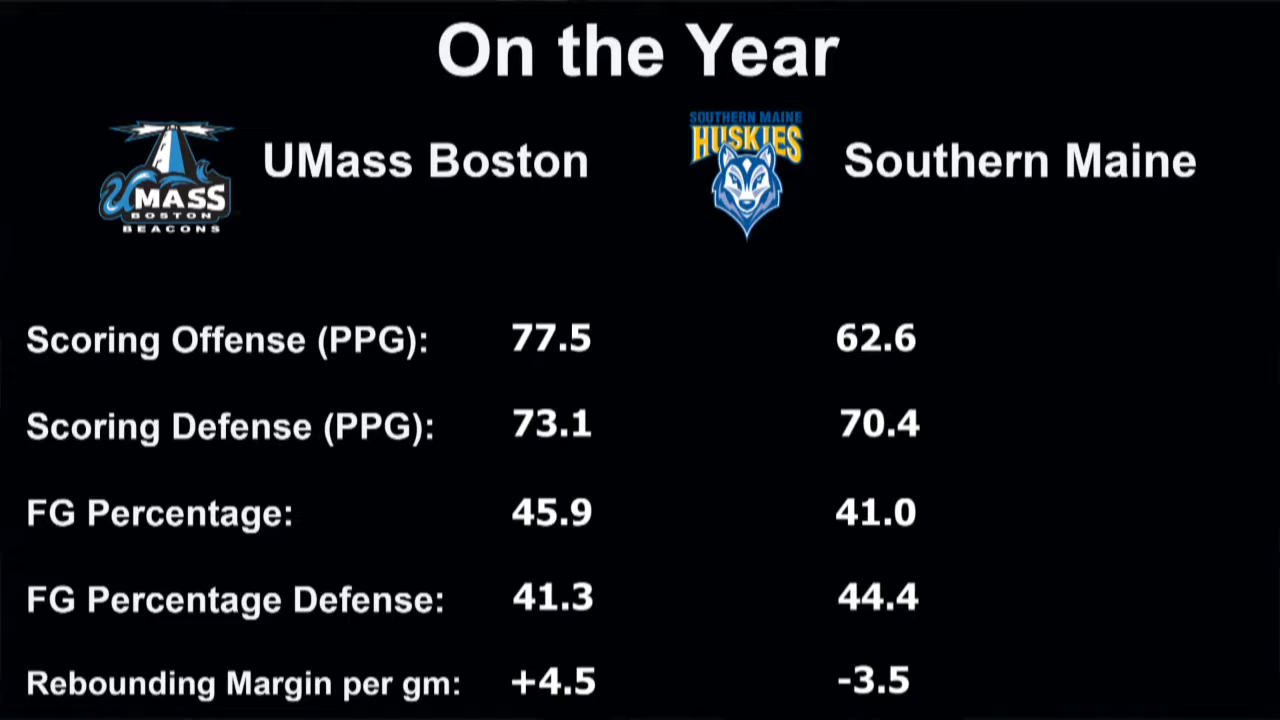 On the Year
UMASS
BOSTON
BEACONS
UMass Boston
SOUTHERN MAINE
HUSKIES
Southern Maine
Scoring Offense (PPG): 77.5 62.6
Scoring Defense (PPG): 73.1 70.4
FG Percentage: 45.9 41.0
FG Percentage Defense: 41.3 44.4
Rebounding Margin per gm: +4.5 -3.5